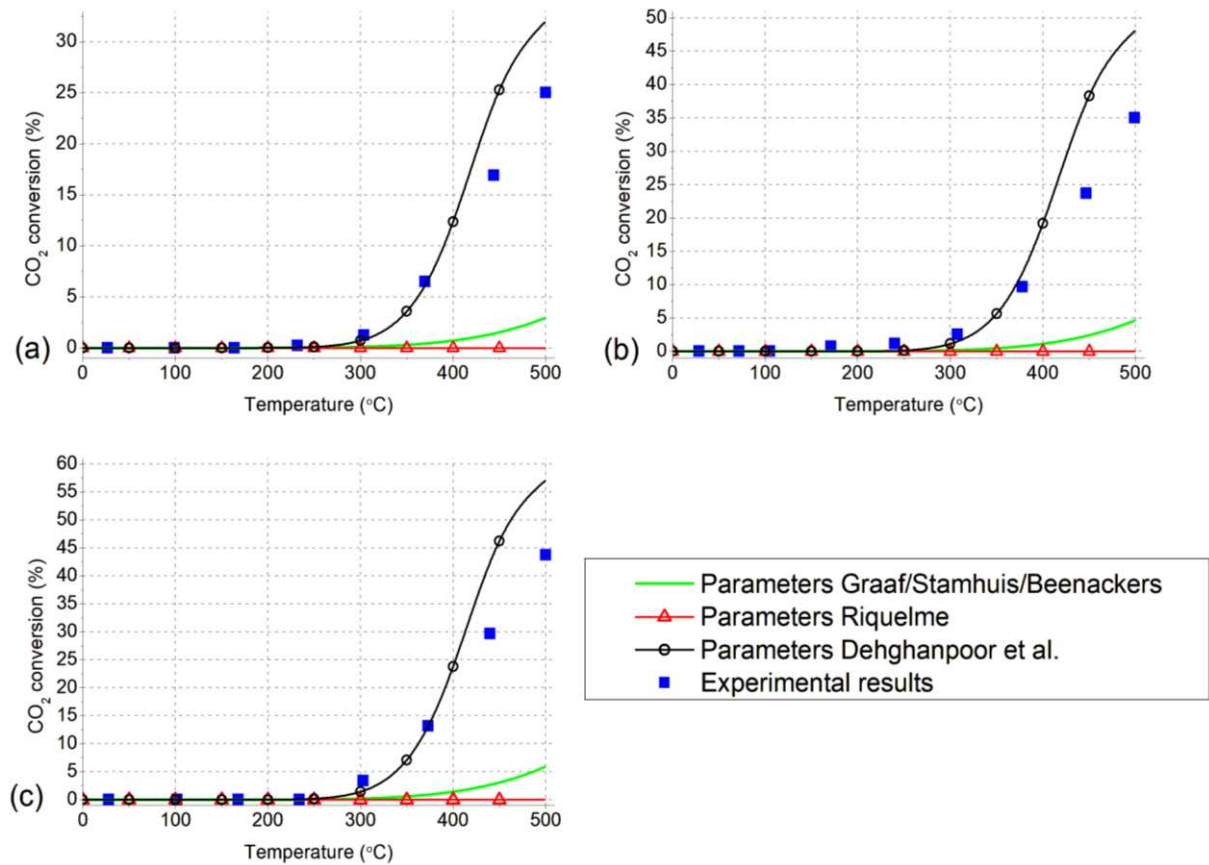 30
25
20
15
10
5
0
CO₂ conversion (%)
(a)
0 100 200 300 400 500
Temperature (°C)
50
45
40
35
30
25
20
15
10
5
0
CO₂ conversion (%)
(b)
0 100 200 300 400 500
Temperature (°C)
60
55
50
45
40
35
30
25
20
15
10
5
0
CO₂ conversion (%)
(c)
0 100 200 300 400 500
Temperature (°C)
Parameters Graaf/Stamhuis/Beenackers
Parameters Riquelme
Parameters Dehghanpoor et al.
Experimental results